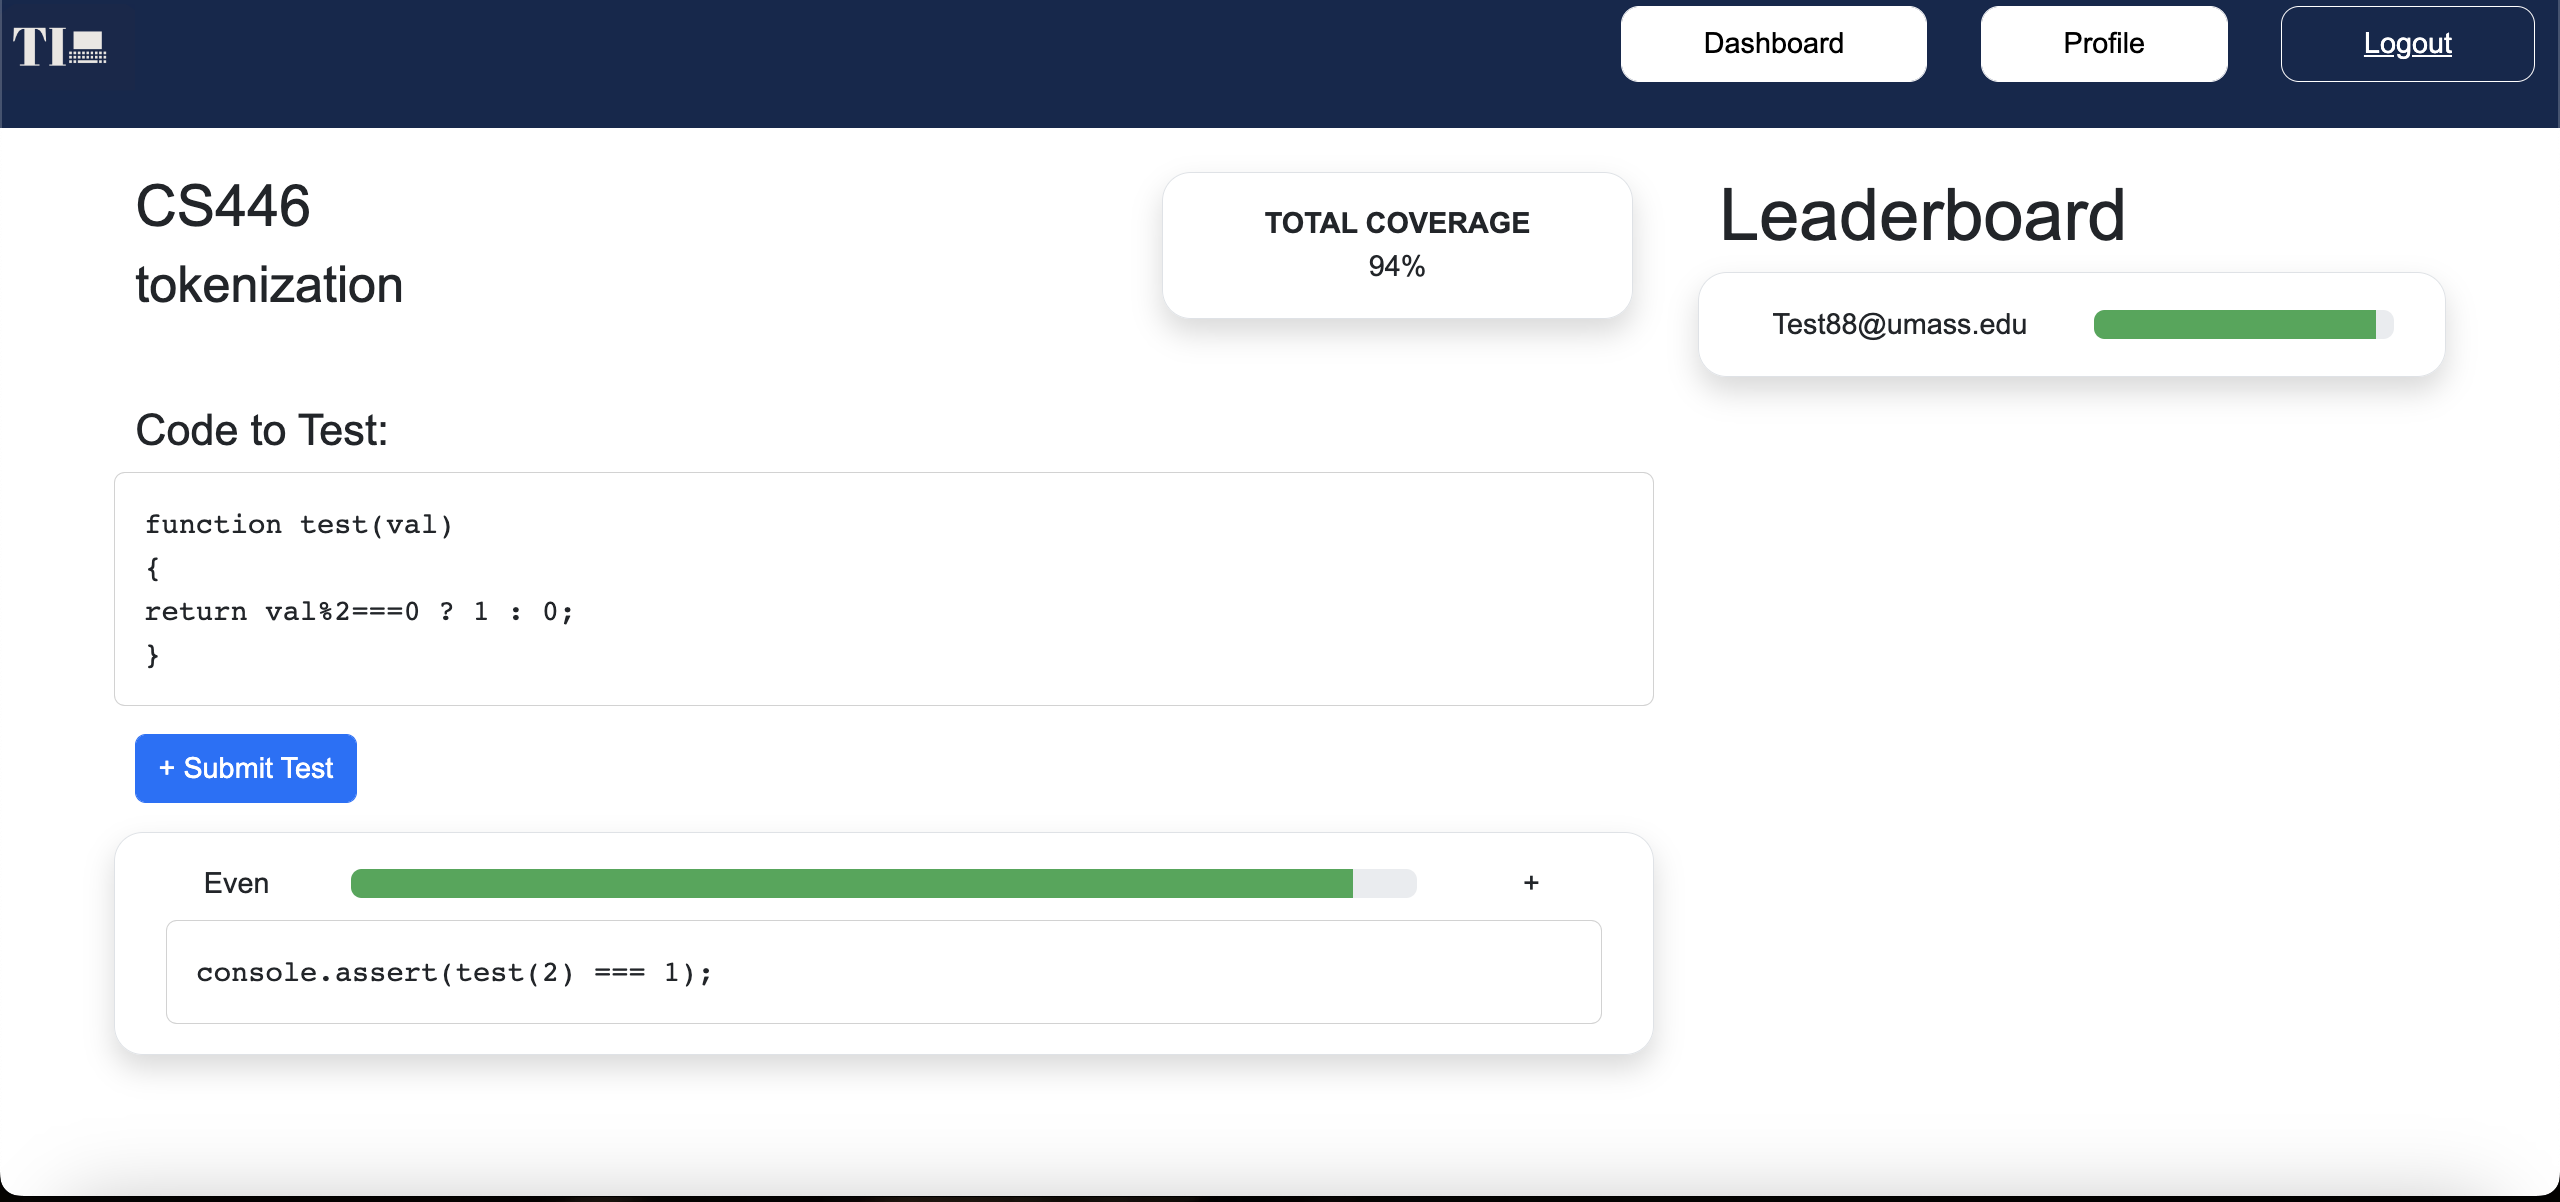 TI
Dashboard
Profile
Logout
CS446
tokenization
TOTAL COVERAGE
94%
Leaderboard
Test88@umass.edu
Code to Test:
function test(val)
{
return val%2===0 ? 1 : 0;
}
+ Submit Test
Even
+
console.assert(test(2) === 1);